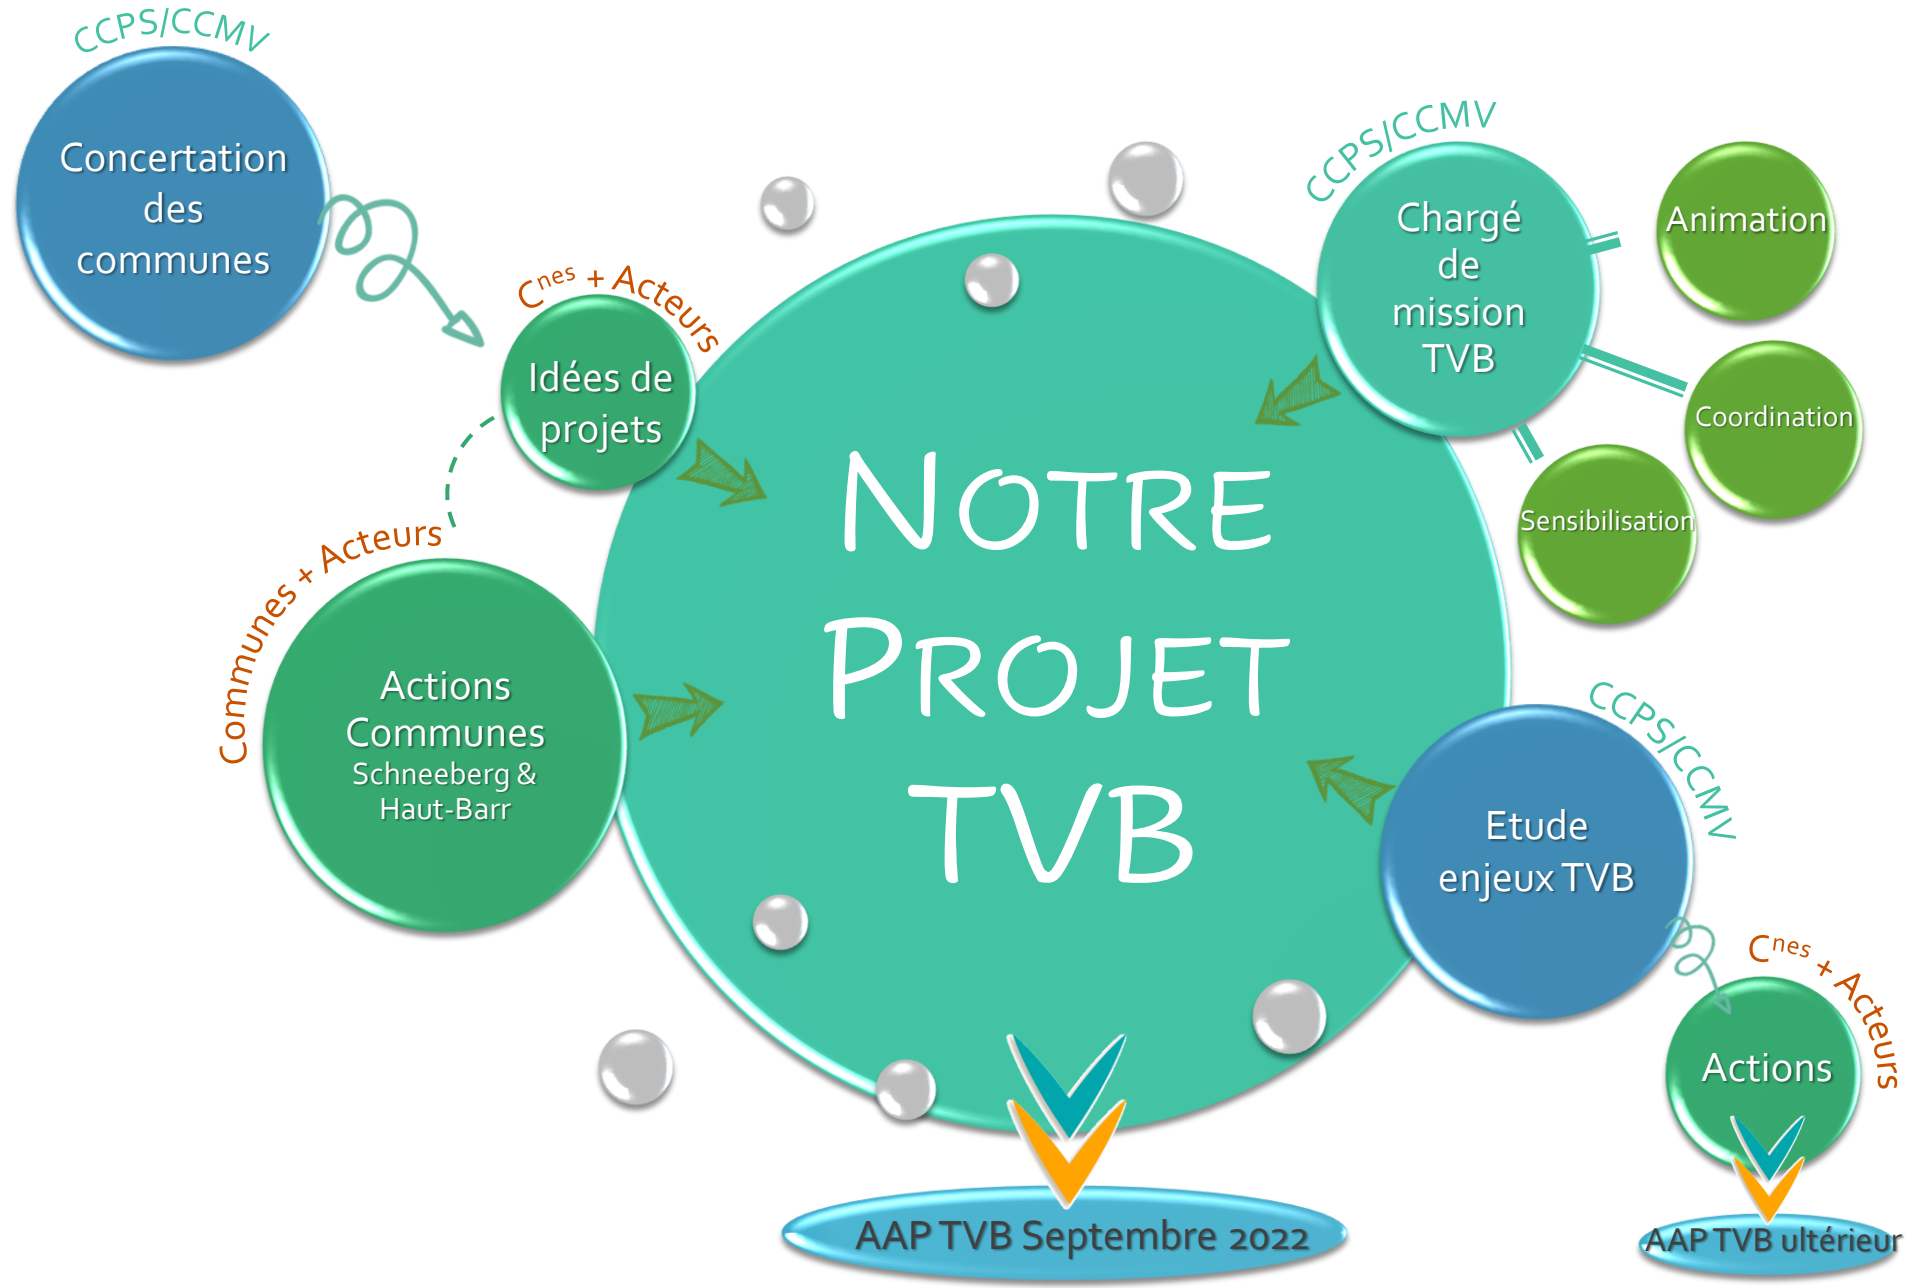 CCPS/CCMV
Concertation
des
communes
Cnes + Acteurs
Idées de
projets
Communes + Acteurs
Actions
Communes
Schneeberg &
Haut-Barr
NOTRE
PROJET
TVB
CCPS/CCMV
Chargé
de
mission
TVB
Animation
Coordination
Sensibilisation
CCPS/CCMV
Etude
enjeux TVB
Cnes + Acteurs
Actions
AAP TVB Septembre 2022
AAP TVB ultérieur